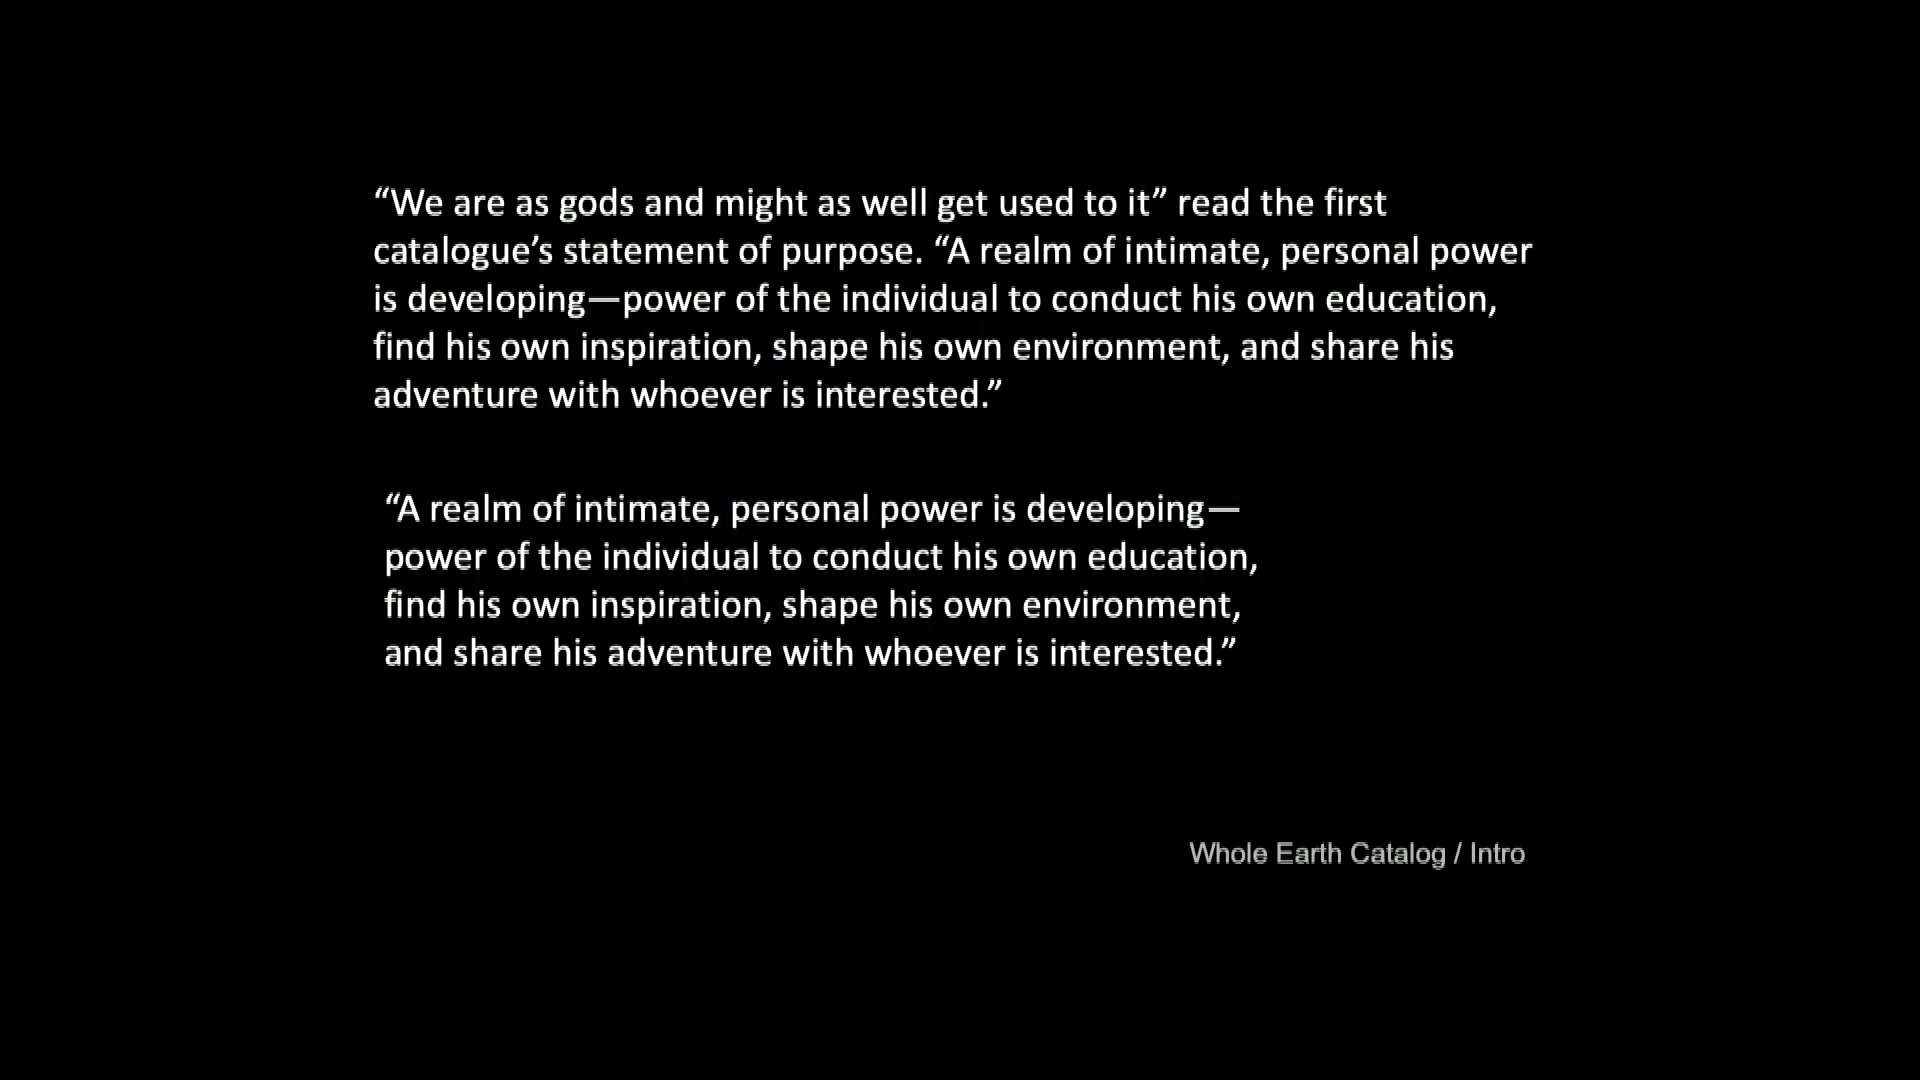 “We are as gods and might as well get used to it” read the first
catalogue’s statement of purpose. “A realm of intimate, personal power
is developing—power of the individual to conduct his own education,
find his own inspiration, shape his own environment, and share his
adventure with whoever is interested.”
“A realm of intimate, personal power is developing—
power of the individual to conduct his own education,
find his own inspiration, shape his own environment,
and share his adventure with whoever is interested.”
Whole Earth Catalog / Intro